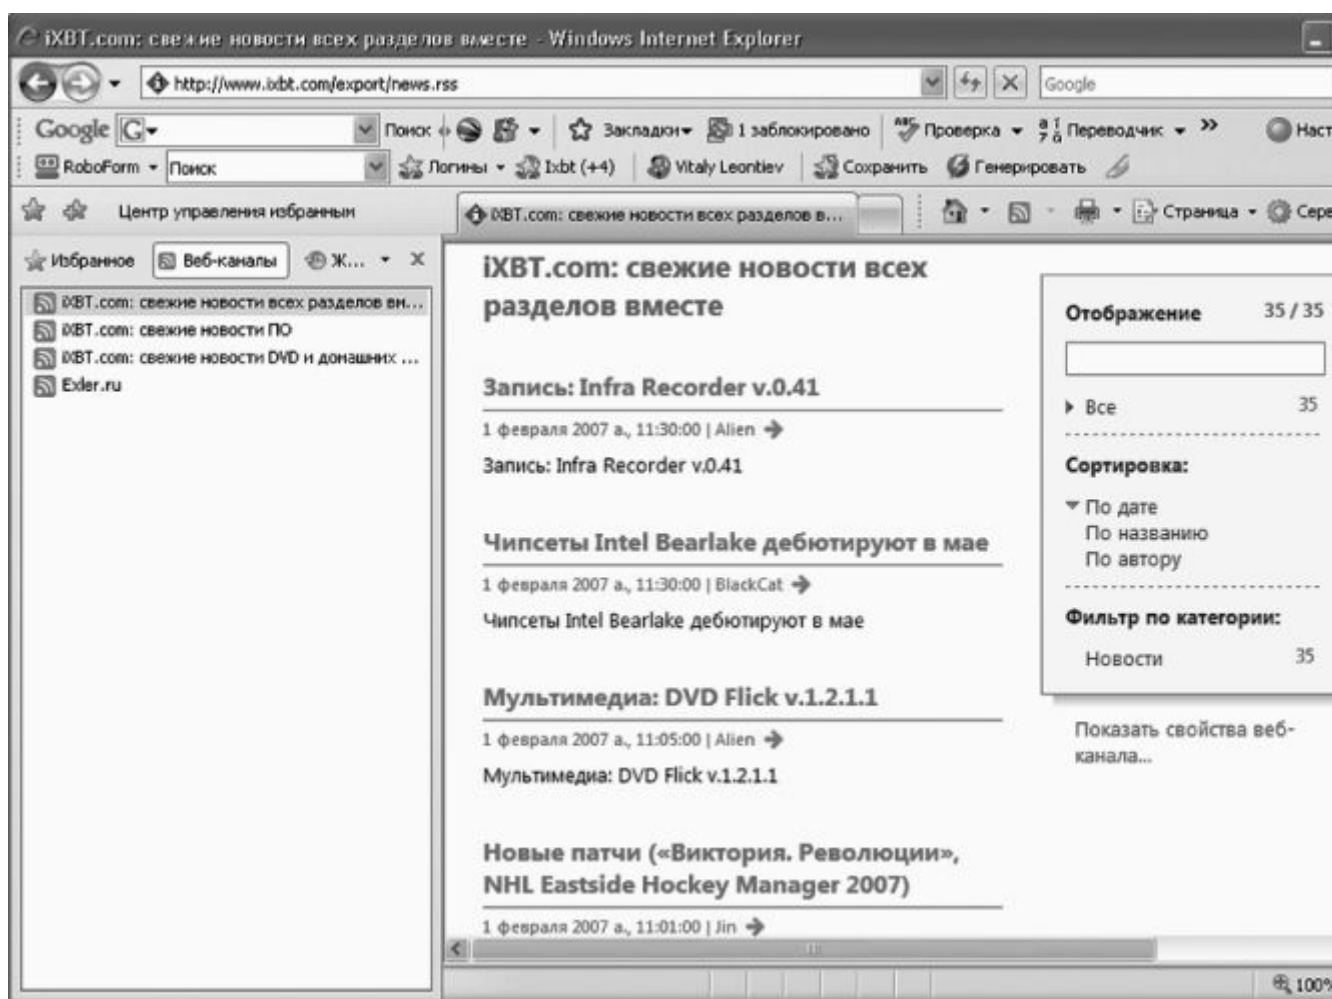 iXBT.com: свежие новости всех разделов вместе - Windows Internet Explorer
http://www.ixbt.com/export/news.rss
Google
Google
Поиск
Закладки
1 заблокировано
Проверка
Переводчик
Наст
RoboForm
Поиск
Логины
Ixbt (+4)
Vitaly Leontiev
Сохранить
Генерировать
Центр управления избранным
iXBT.com: свежие новости всех разделов в...
Страница
Серв
Избранное
Веб-каналы
Ж...
iXBT.com: свежие новости всех разделов вм...
iXBT.com: свежие новости ПО
iXBT.com: свежие новости DVD и домашних ...
Exler.ru
iXBT.com: свежие новости всех
разделов вместе
Запись: Infra Recorder v.0.41
1 февраля 2007 г., 11:30:00 | Alien
Запись: Infra Recorder v.0.41
Чипсеты Intel Bearlake дебютируют в мае
1 февраля 2007 г., 11:30:00 | BlackCat
Чипсеты Intel Bearlake дебютируют в мае
Мультимедиа: DVD Flick v.1.2.1.1
1 февраля 2007 г., 11:05:00 | Alien
Мультимедиа: DVD Flick v.1.2.1.1
Новые патчи («Виктория. Революции»,
NHL Eastside Hockey Manager 2007)
1 февраля 2007 г., 11:01:00 | Jin
Отображение 35 / 35
Все 35
Сортировка:
По дате
По названию
По автору
Фильтр по категории:
Новости 35
Показать свойства веб-
канала...
100%